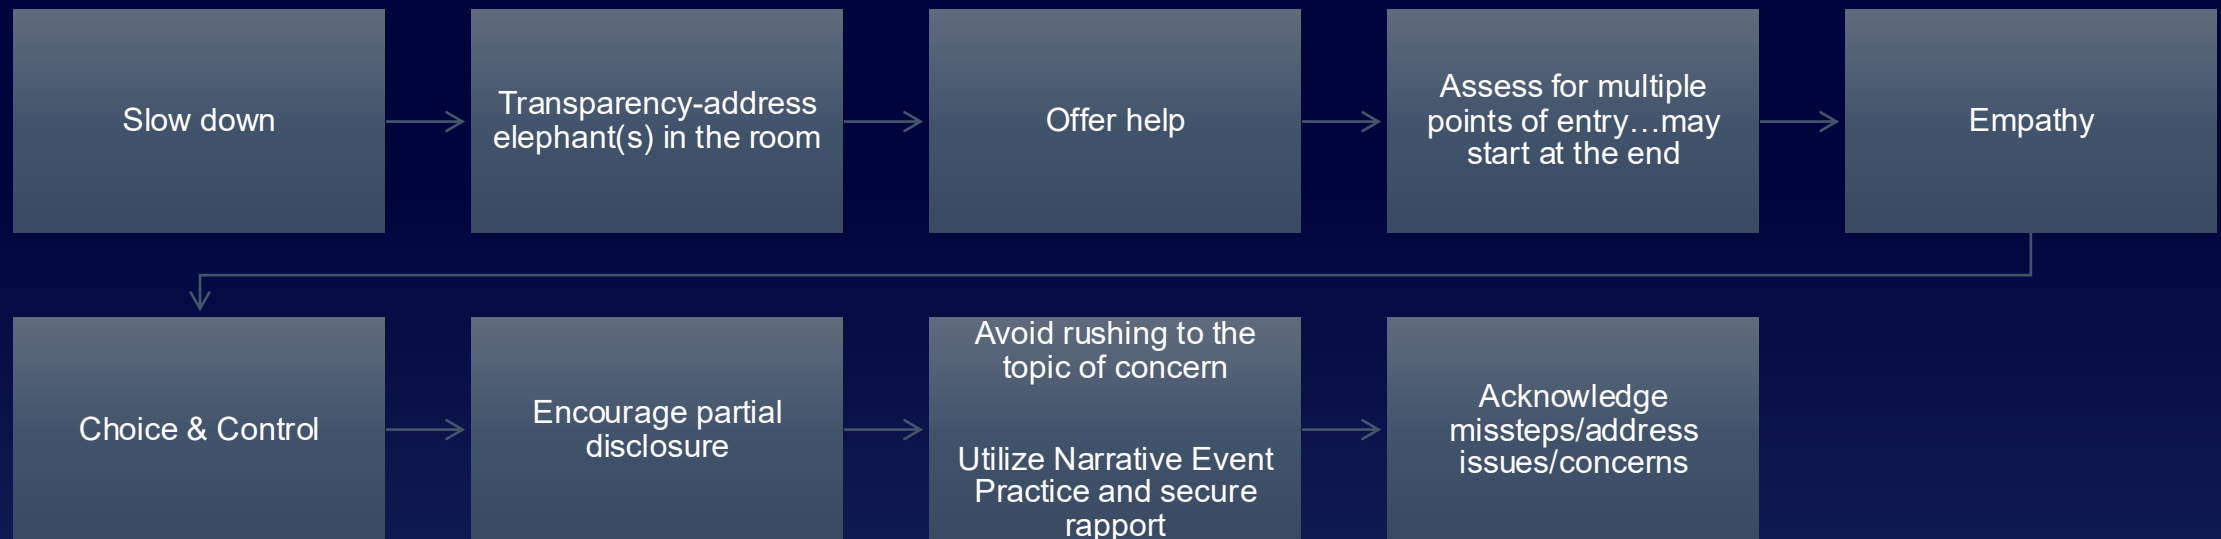 Slow down
Transparency-address
elephant(s) in the room
Offer help
Assess for multiple
points of entry…may
start at the end
Empathy
Choice & Control
Encourage partial
disclosure
Avoid rushing to the
topic of concern
Utilize Narrative Event
Practice and secure
rapport
Acknowledge
missteps/address
issues/concerns